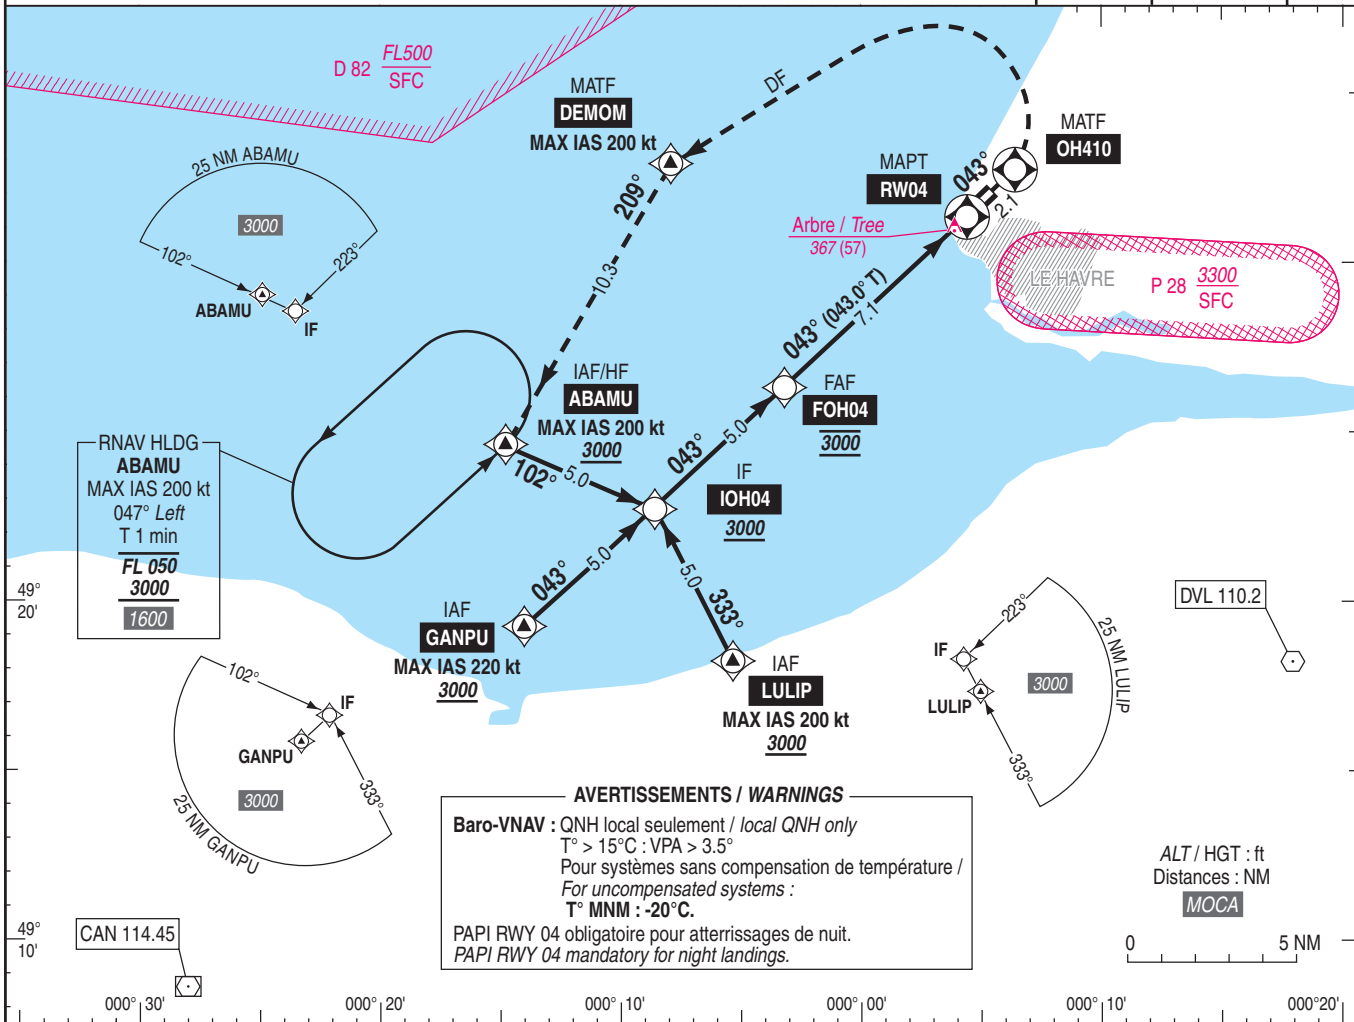 D 82 FL500
SFC
MATF
DEMOM
MAX IAS 200 kt
DF
MATF
OH410
MAPT
RW04
043°
2.1
25 NM ABAMU
3000
102°
223°
ABAMU
IF
209°
10.3
Arbre / Tree
367 (57)
LE HAVRE
P 28 3300
SFC
043° (043.0° T)
7.1
IAF/HF
ABAMU
MAX IAS 200 kt
3000
FAF
FOH04
3000
RNAV HLDG
ABAMU
MAX IAS 200 kt
047° Left
T 1 min
FL 050
3000
1600
102°
5.0
043°
5.0
IF
IOH04
3000
043°
5.0
5.0
333°
IAF
GANPU
MAX IAS 220 kt
3000
IAF
LULIP
MAX IAS 200 kt
3000
49°
20'
DVL 110.2
223°
IF
LULIP
3000
333°
25 NM LULIP
102°
IF
GANPU
3000
333°
25 NM GANPU
AVERTISSEMENTS / WARNINGS
Baro-VNAV : QNH local seulement / local QNH only
T° > 15°C : VPA > 3.5°
Pour systèmes sans compensation de température /
For uncompensated systems :
T° MNM : -20°C.
PAPI RWY 04 obligatoire pour atterrissages de nuit.
PAPI RWY 04 mandatory for night landings.
ALT / HGT : ft
Distances : NM
MOCA
0 5 NM
49°
10'
CAN 114.45
000° 30' 000° 20' 000° 10' 000° 00' 000° 10' 000°20'